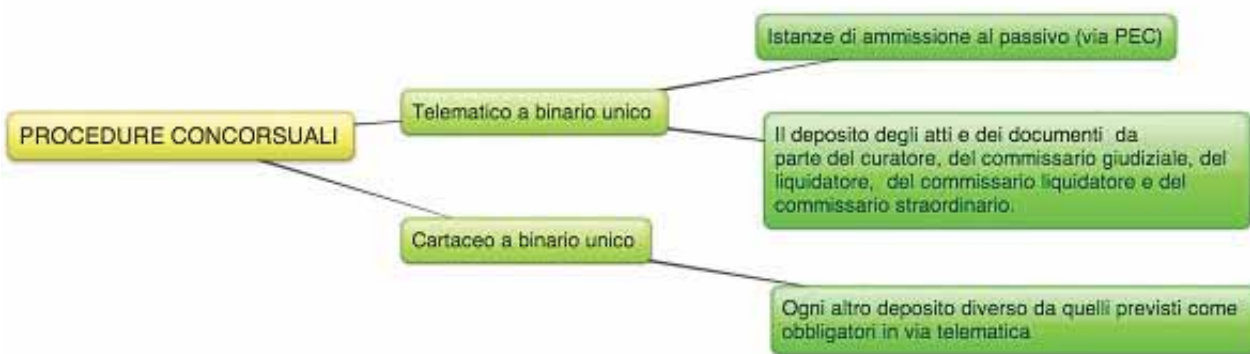 PROCEDURE CONCORSUALI
Telematico a binario unico
Istanze di ammissione al passivo (via PEC)
Il deposito degli atti e dei documenti da
parte del curatore, del commissario giudiziale, del
liquidatore, del commissario liquidatore e del
commissario straordinario.
Cartaceo a binario unico
Ogni altro deposito diverso da quelli previsti come
obbligatori in via telematica